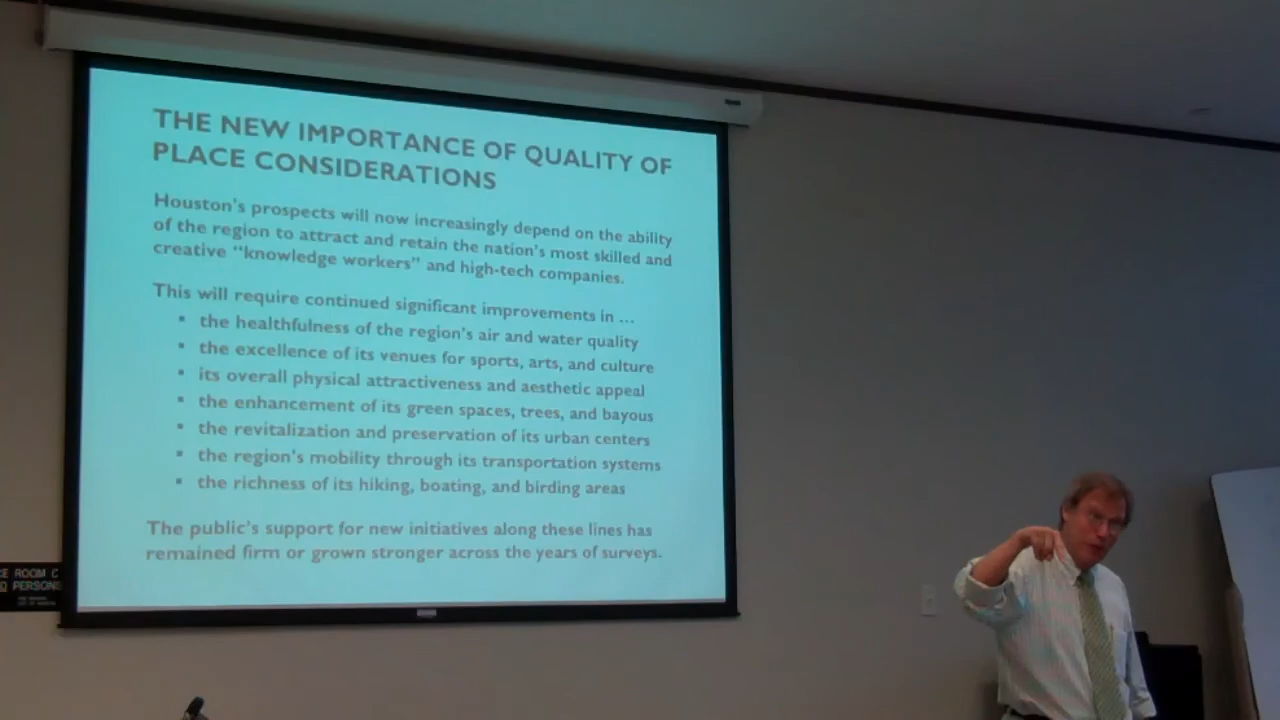 THE NEW IMPORTANCE OF QUALITY OF
PLACE CONSIDERATIONS
Houston's prospects will now increasingly depend on the ability
of the region to attract and retain the nation's most skilled and
creative “knowledge workers” and high-tech companies.
This will require continued significant improvements in ...
▪ the healthfulness of the region's air and water quality
▪ the excellence of its venues for sports, arts, and culture
▪ its overall physical attractiveness and aesthetic appeal
▪ the enhancement of its green spaces, trees, and bayous
▪ the revitalization and preservation of its urban centers
▪ the region's mobility through its transportation systems
▪ the richness of its hiking, boating, and birding areas
The public's support for new initiatives along these lines has
remained firm or grown stronger across the years of surveys.
E ROOM C
PERSONS